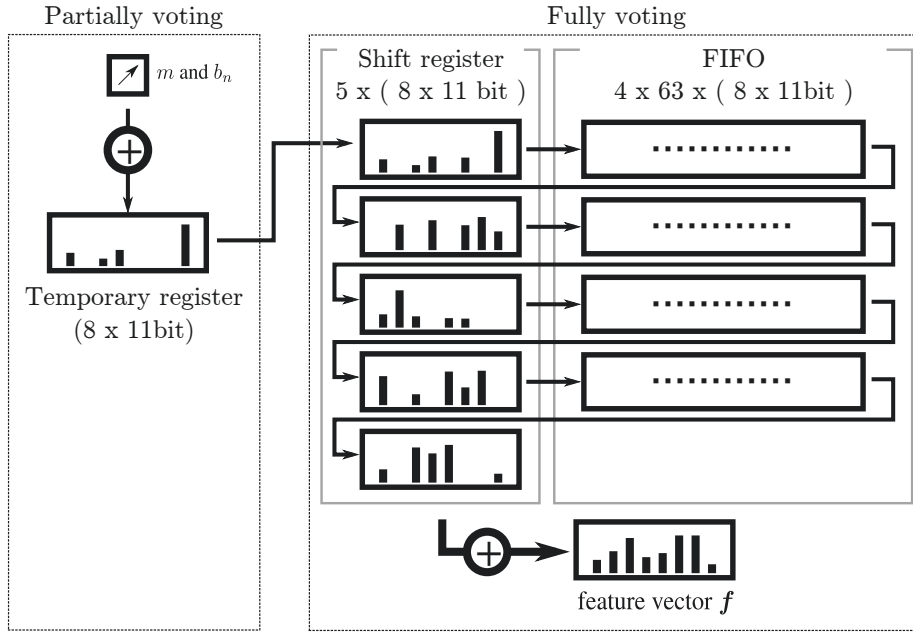 Partially voting
Fully voting
m and bₙ
Temporary register
(8 x 11bit)
Shift register
5 x ( 8 x 11 bit )
FIFO
4 x 63 x ( 8 x 11bit )
feature vector f